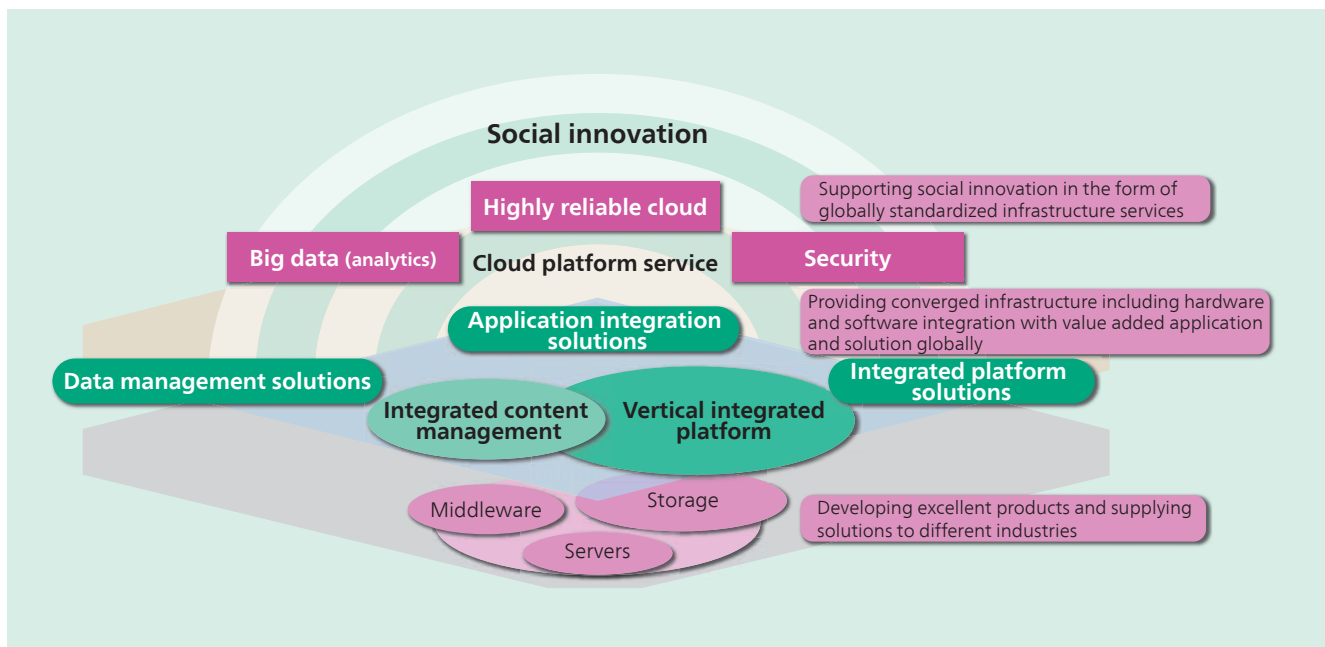 Social innovation
Highly reliable cloud
Supporting social innovation in the form of
globally standardized infrastructure services
Big data (analytics)
Cloud platform service
Security
Providing converged infrastructure including hardware
and software integration with value added application
and solution globally
Application integration
solutions
Data management solutions
Integrated platform
solutions
Integrated content
management
Vertical integrated
platform
Middleware
Storage
Servers
Developing excellent products and supplying
solutions to different industries